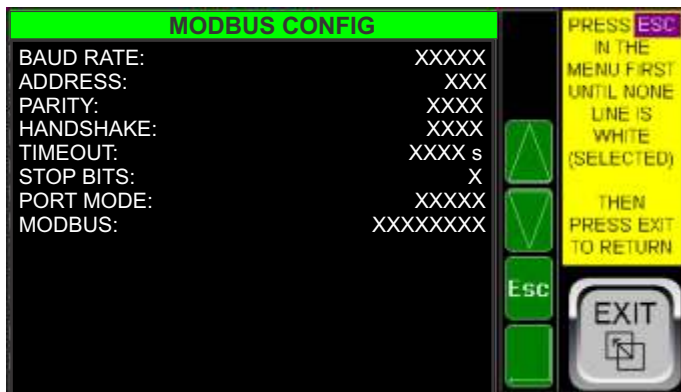 MODBUS CONFIG
BAUD RATE: XXXXX
ADDRESS: XXX
PARITY: XXXX
HANDSHAKE: XXXX
TIMEOUT: XXXX s
STOP BITS: X
PORT MODE: XXXXX
MODBUS: XXXXXXXX
Esc
PRESS ESC
IN THE
MENU FIRST
UNTIL NONE
LINE IS
WHITE
(SELECTED)
THEN
PRESS EXIT
TO RETURN
EXIT